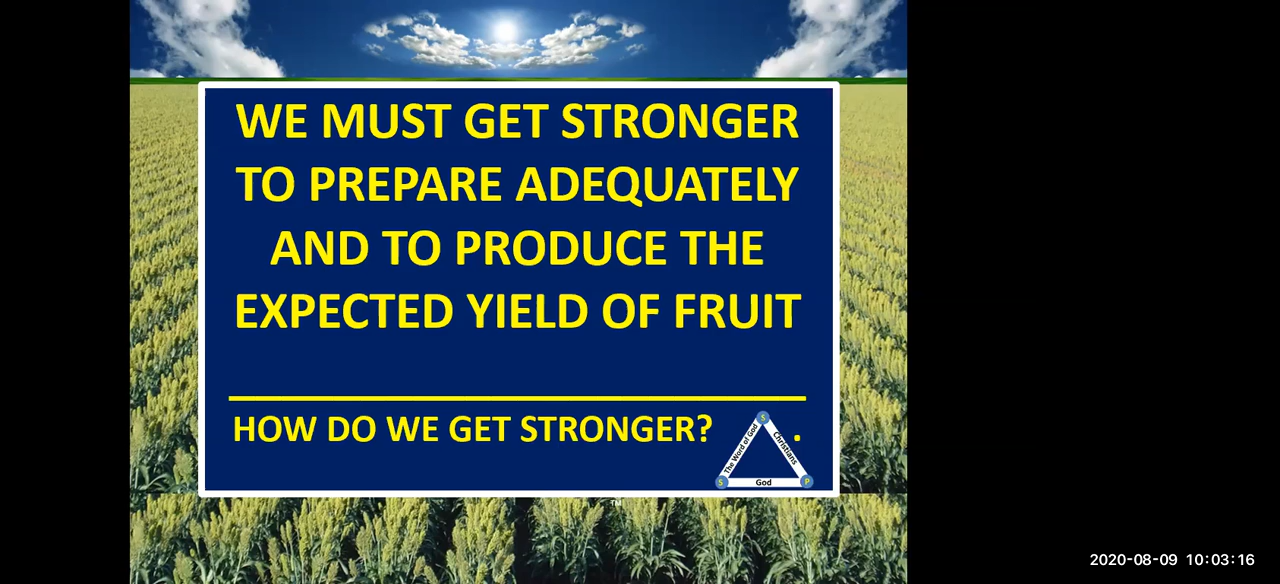 WE MUST GET STRONGER
TO PREPARE ADEQUATELY
AND TO PRODUCE THE
EXPECTED YIELD OF FRUIT
HOW DO WE GET STRONGER?
.
S
The Word of God
Christians
S
God
P
TM
2020-08-09 10:03:16